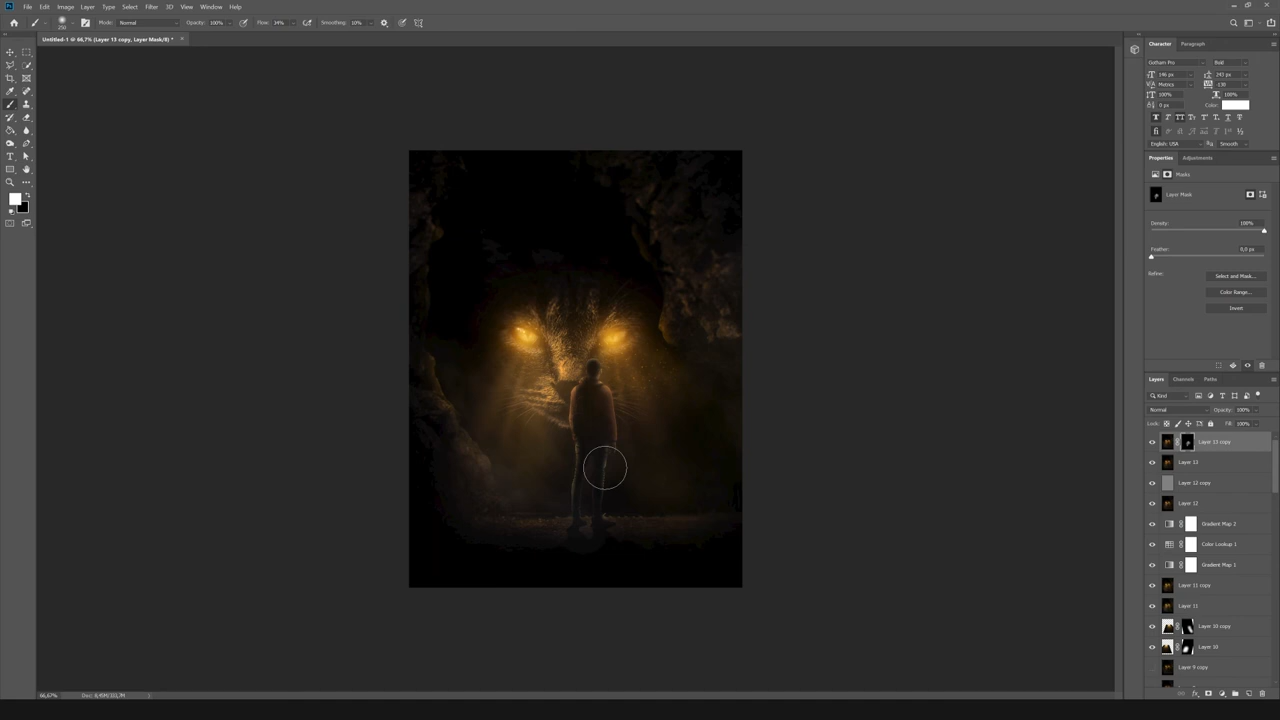 Ps File Edit Image Layer Type Select Filter 3D View Window Help
250 Mode: Normal Opacity: 100% Flow: 34% Smoothing: 10%
Untitled-1 @ 66,7% (Layer 13 copy, Layer Mask/8) * ×
Character Paragraph
Gotham Pro Bold
146 px 243 px
Metrics -130
100% 100%
0 px Color:
English: USA Smooth
Properties Adjustments
Masks
Layer Mask
Density: 100%
Feather: 0,0 px
Refine: Select and Mask...
Color Range...
Invert
Layers Channels Paths
Kind
Normal Opacity: 100%
Lock: Fill: 100%
Layer 13 copy
Layer 13
Layer 12 copy
Layer 12
Gradient Map 2
Color Lookup 1
Gradient Map 1
Layer 11 copy
Layer 11
Layer 10 copy
Layer 10
Layer 9 copy
66,67% Doc: 8,45M/331,7M